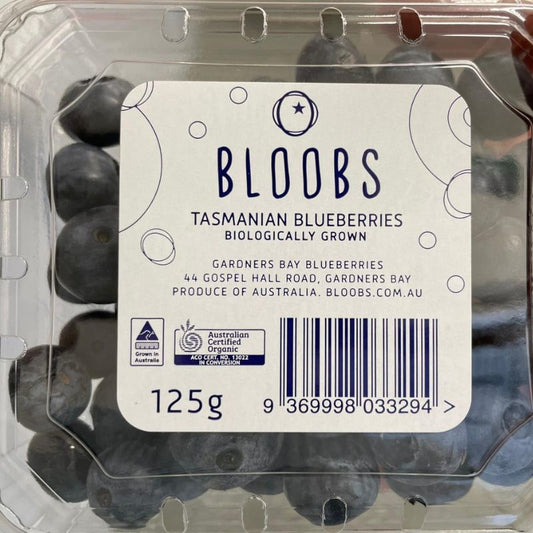 BLOOBS
TASMANIAN BLUEBERRIES
BIOLOGICALLY GROWN
GARDNERS BAY BLUEBERRIES
44 GOSPEL HALL ROAD, GARDNERS BAY
PRODUCE OF AUSTRALIA. BLOOBS.COM.AU
Grown in
Australia
Australian
Certified
Organic
ACO CERT. NO. 13022
IN CONVERSION
125g
9 369998 033294 >